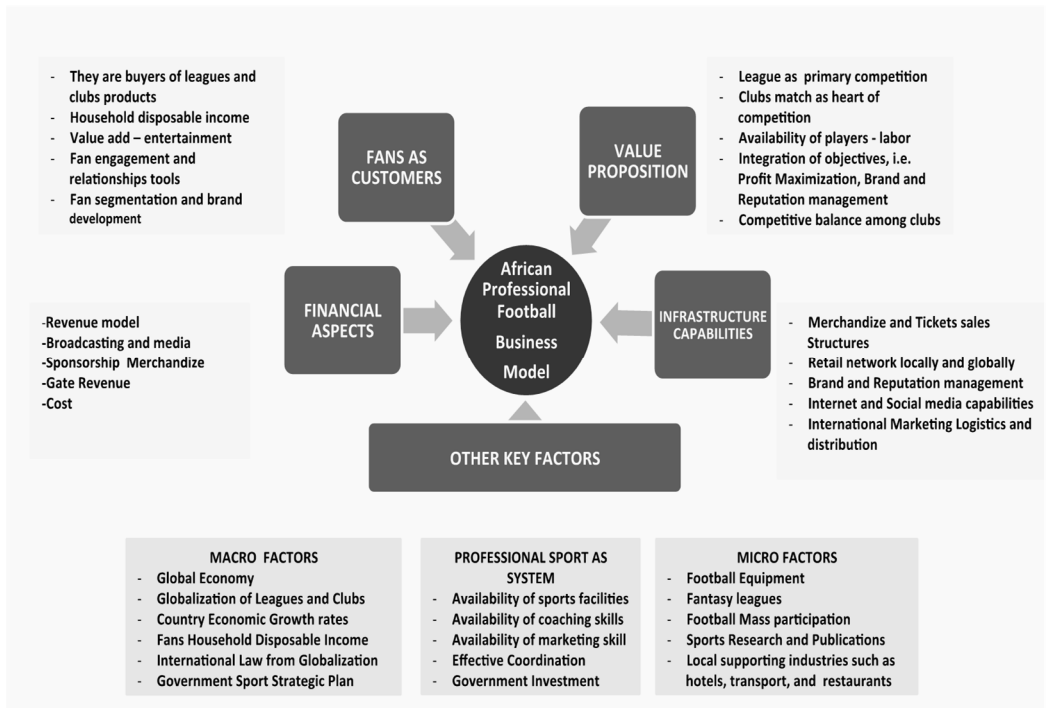 - They are buyers of leagues and
clubs products
- Household disposable income
- Value add – entertainment
- Fan engagement and
relationships tools
- Fan segmentation and brand
development
FANS AS
CUSTOMERS
VALUE
PROPOSITION
- League as primary competition
- Clubs match as heart of
competition
- Availability of players - labor
- Integration of objectives, i.e.
Profit Maximization, Brand and
Reputation management
- Competitive balance among clubs
-Revenue model
-Broadcasting and media
-Sponsorship Merchandize
-Gate Revenue
-Cost
FINANCIAL
ASPECTS
African
Professional
Football
Business
Model
INFRASTRUCTURE
CAPABILITIES
- Merchandize and Tickets sales
Structures
- Retail network locally and globally
- Brand and Reputation management
- Internet and Social media capabilities
- International Marketing Logistics and
distribution
OTHER KEY FACTORS
MACRO FACTORS
- Global Economy
- Globalization of Leagues and Clubs
- Country Economic Growth rates
- Fans Household Disposable Income
- International Law from Globalization
- Government Sport Strategic Plan
PROFESSIONAL SPORT AS
SYSTEM
- Availability of sports facilities
- Availability of coaching skills
- Availability of marketing skill
- Effective Coordination
- Government Investment
MICRO FACTORS
- Football Equipment
- Fantasy leagues
- Football Mass participation
- Sports Research and Publications
- Local supporting industries such as
hotels, transport, and restaurants